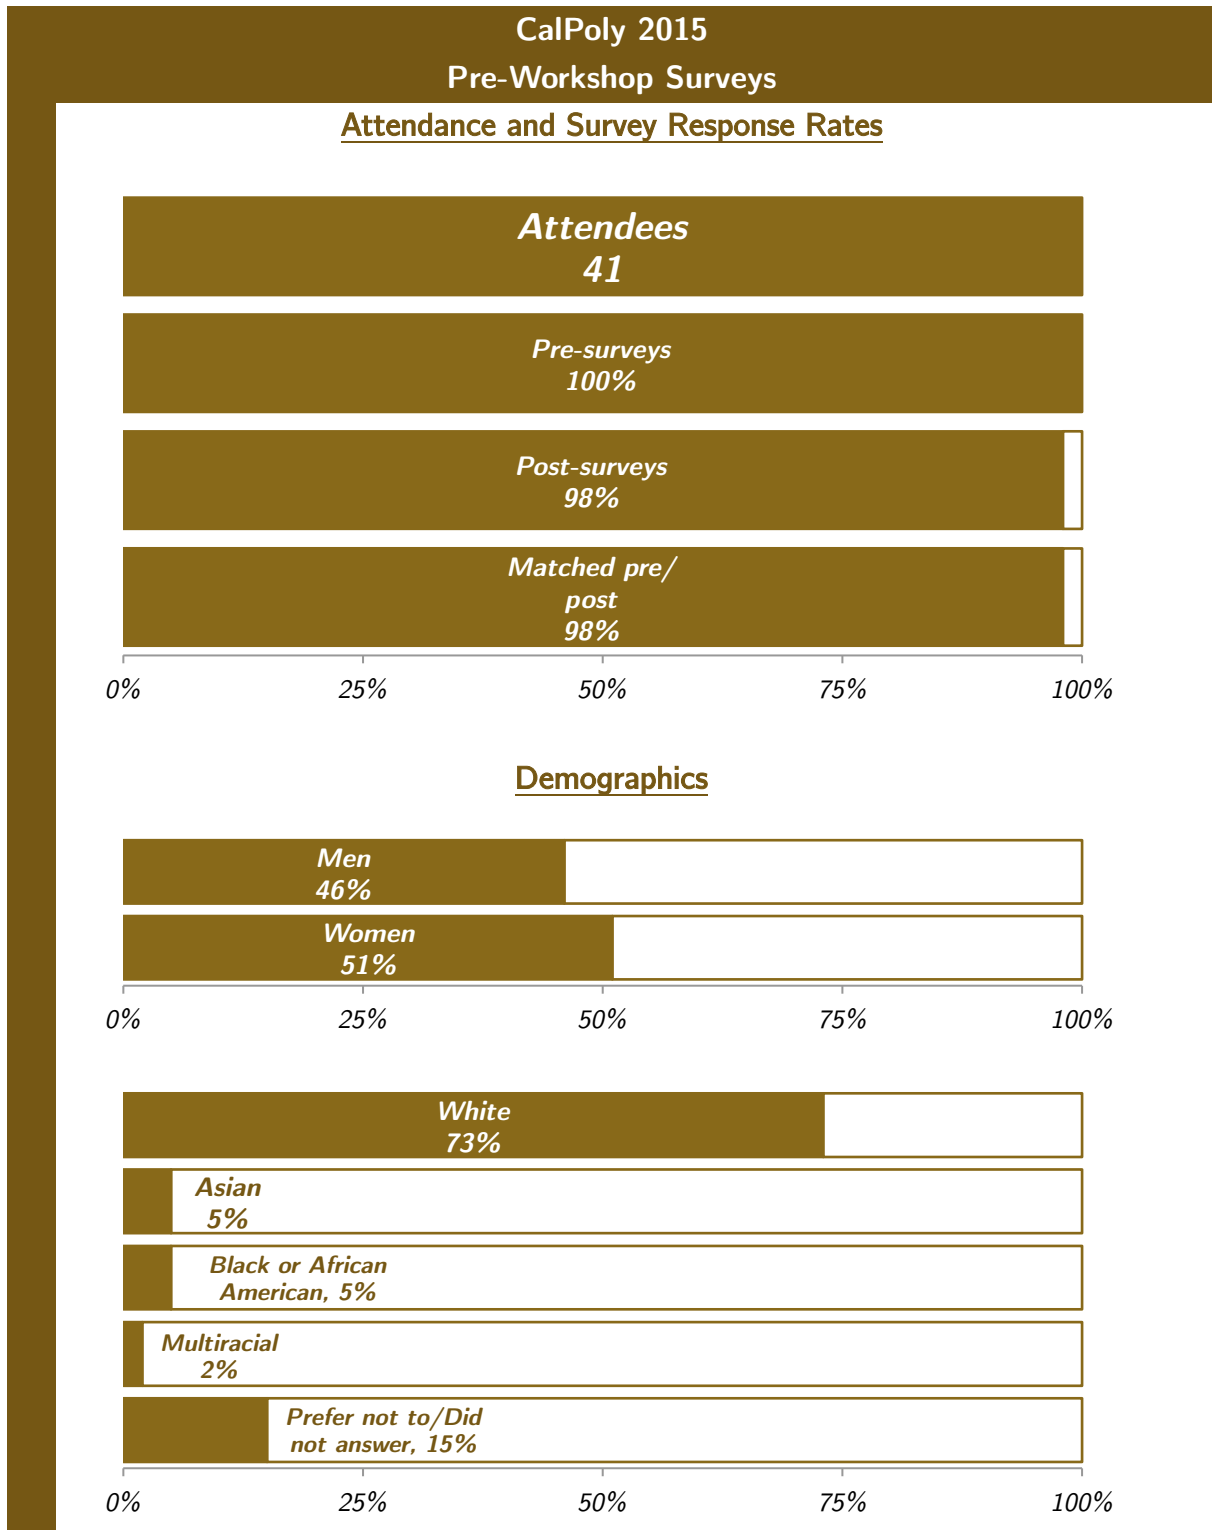 CalPoly 2015
Pre-Workshop Surveys
Attendance and Survey Response Rates
Attendees
41
Pre-surveys
100%
Post-surveys
98%
Matched pre/
post
98%
0% 25% 50% 75% 100%
Demographics
Men
46%
Women
51%
0% 25% 50% 75% 100%
White
73%
Asian
5%
Black or African
American, 5%
Multiracial
2%
Prefer not to/Did
not answer, 15%
0% 25% 50% 75% 100%